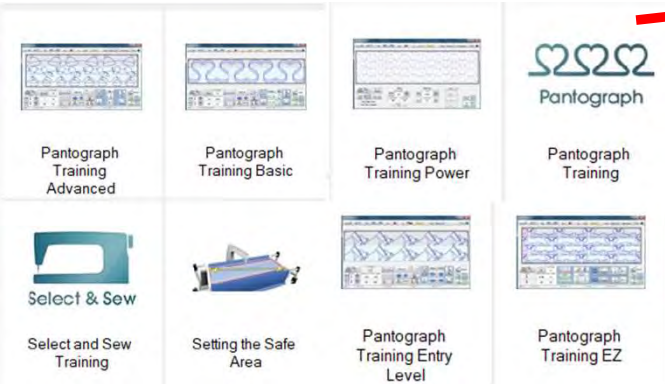 Pantograph
Pantograph
Training
Advanced
Pantograph
Training Basic
Pantograph
Training Power
Pantograph
Training
Select & Sew
Select and Sew
Training
Setting the Safe
Area
Pantograph
Training Entry
Level
Pantograph
Training EZ